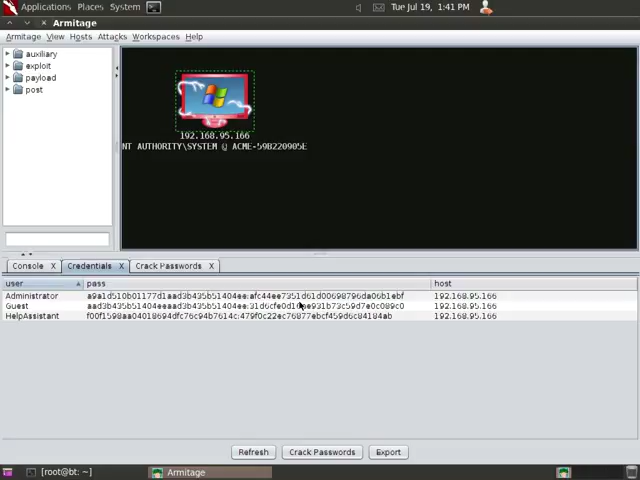 Applications Places System Tue Jul 19, 1:41 PM
Armitage
Armitage View Hosts Attacks Workspaces Help
auxiliary
exploit
payload
post
192.168.95.166
NT AUTHORITY\SYSTEM @ ACME-59B220905E
Console X Credentials X Crack Passwords X
user pass host
Administrator 192.168.95.166
Guest 192.168.95.166
HelpAssistant 192.168.95.166
Refresh Crack Passwords Export
[root@bt: ~] Armitage